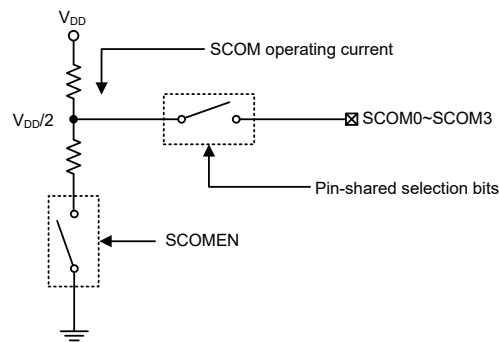 VDD
SCOM operating current
VDD/2
SCOM0~SCOM3
Pin-shared selection bits
SCOMEN